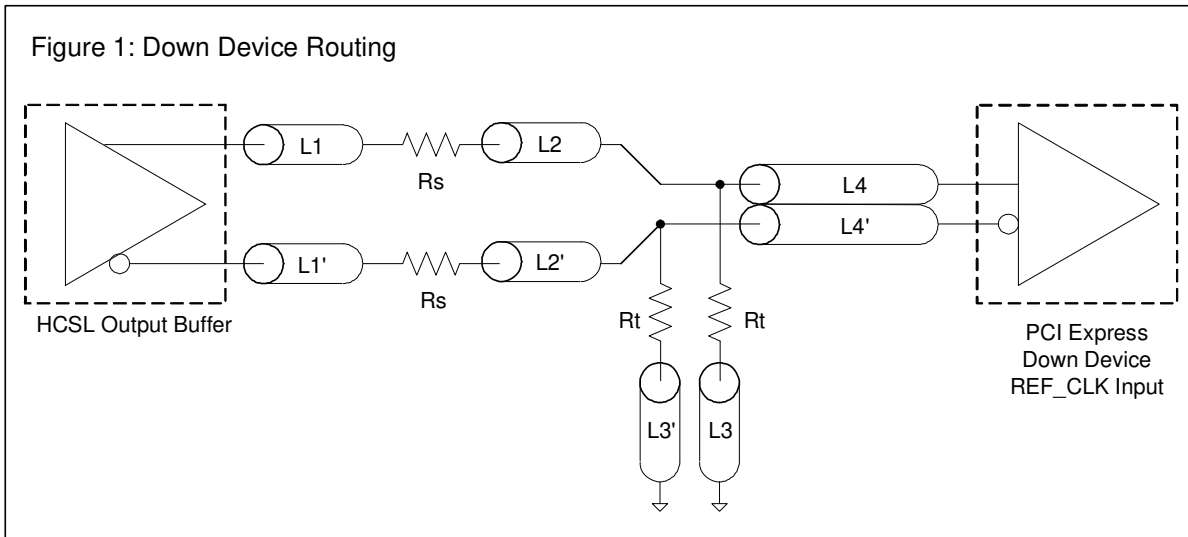 Figure 1: Down Device Routing
L1
Rs
L2
L4
L4'
L1'
Rs
L2'
HCSL Output Buffer
Rt
Rt
L3'
L3
PCI Express
Down Device
REF_CLK Input